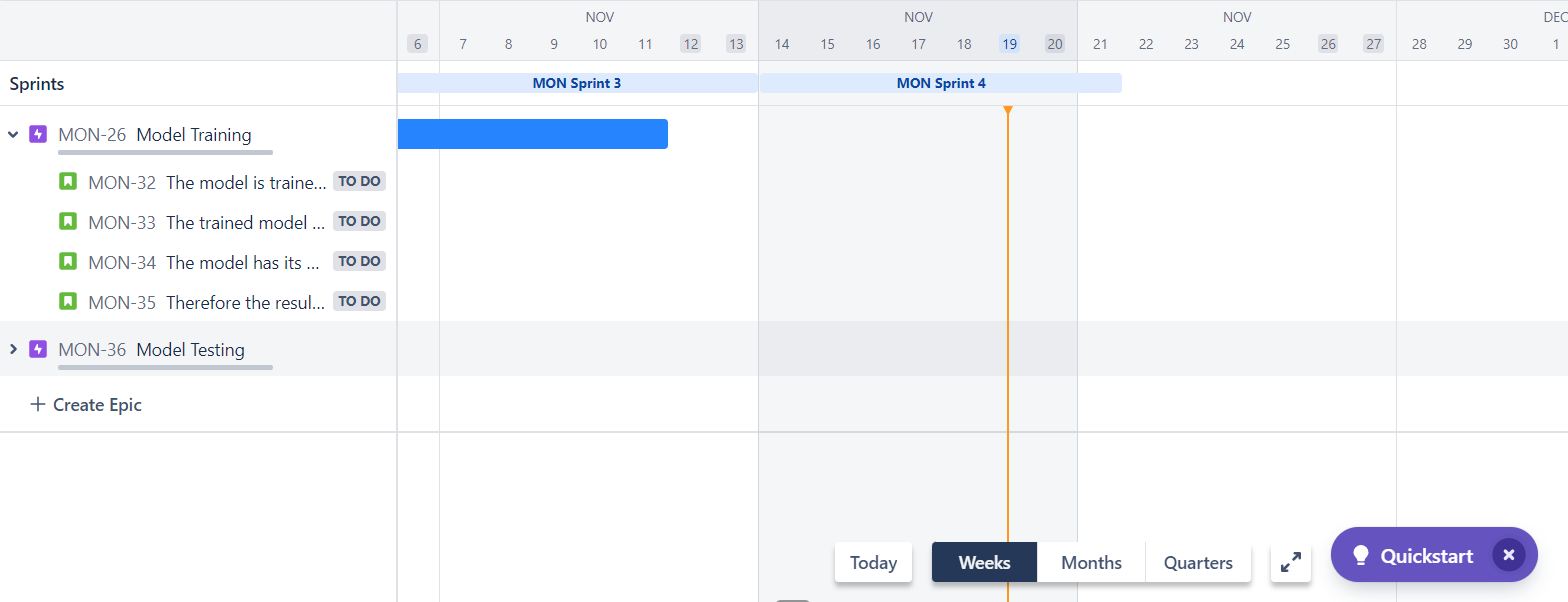 NOV NOV NOV DEC
6 7 8 9 10 11 12 13 14 15 16 17 18 19 20 21 22 23 24 25 26 27 28 29 30 1
Sprints MON Sprint 3 MON Sprint 4
MON-26 Model Training
MON-32 The model is traine... TO DO
MON-33 The trained model ... TO DO
MON-34 The model has its ... TO DO
MON-35 Therefore the resul... TO DO
MON-36 Model Testing
+ Create Epic
Today Weeks Months Quarters Quickstart